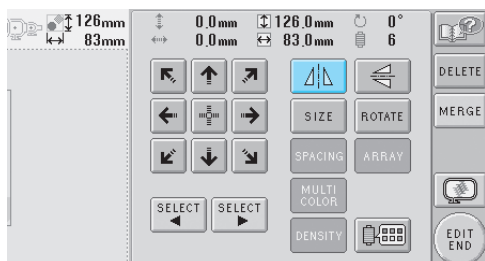 126mm
83mm
0.0mm 126.0mm 0°
0.0mm 83.0mm 6
DELETE
SIZE ROTATE MERGE
SPACING ARRAY
MULTI
COLOR
SELECT SELECT
DENSITY
EDIT
END